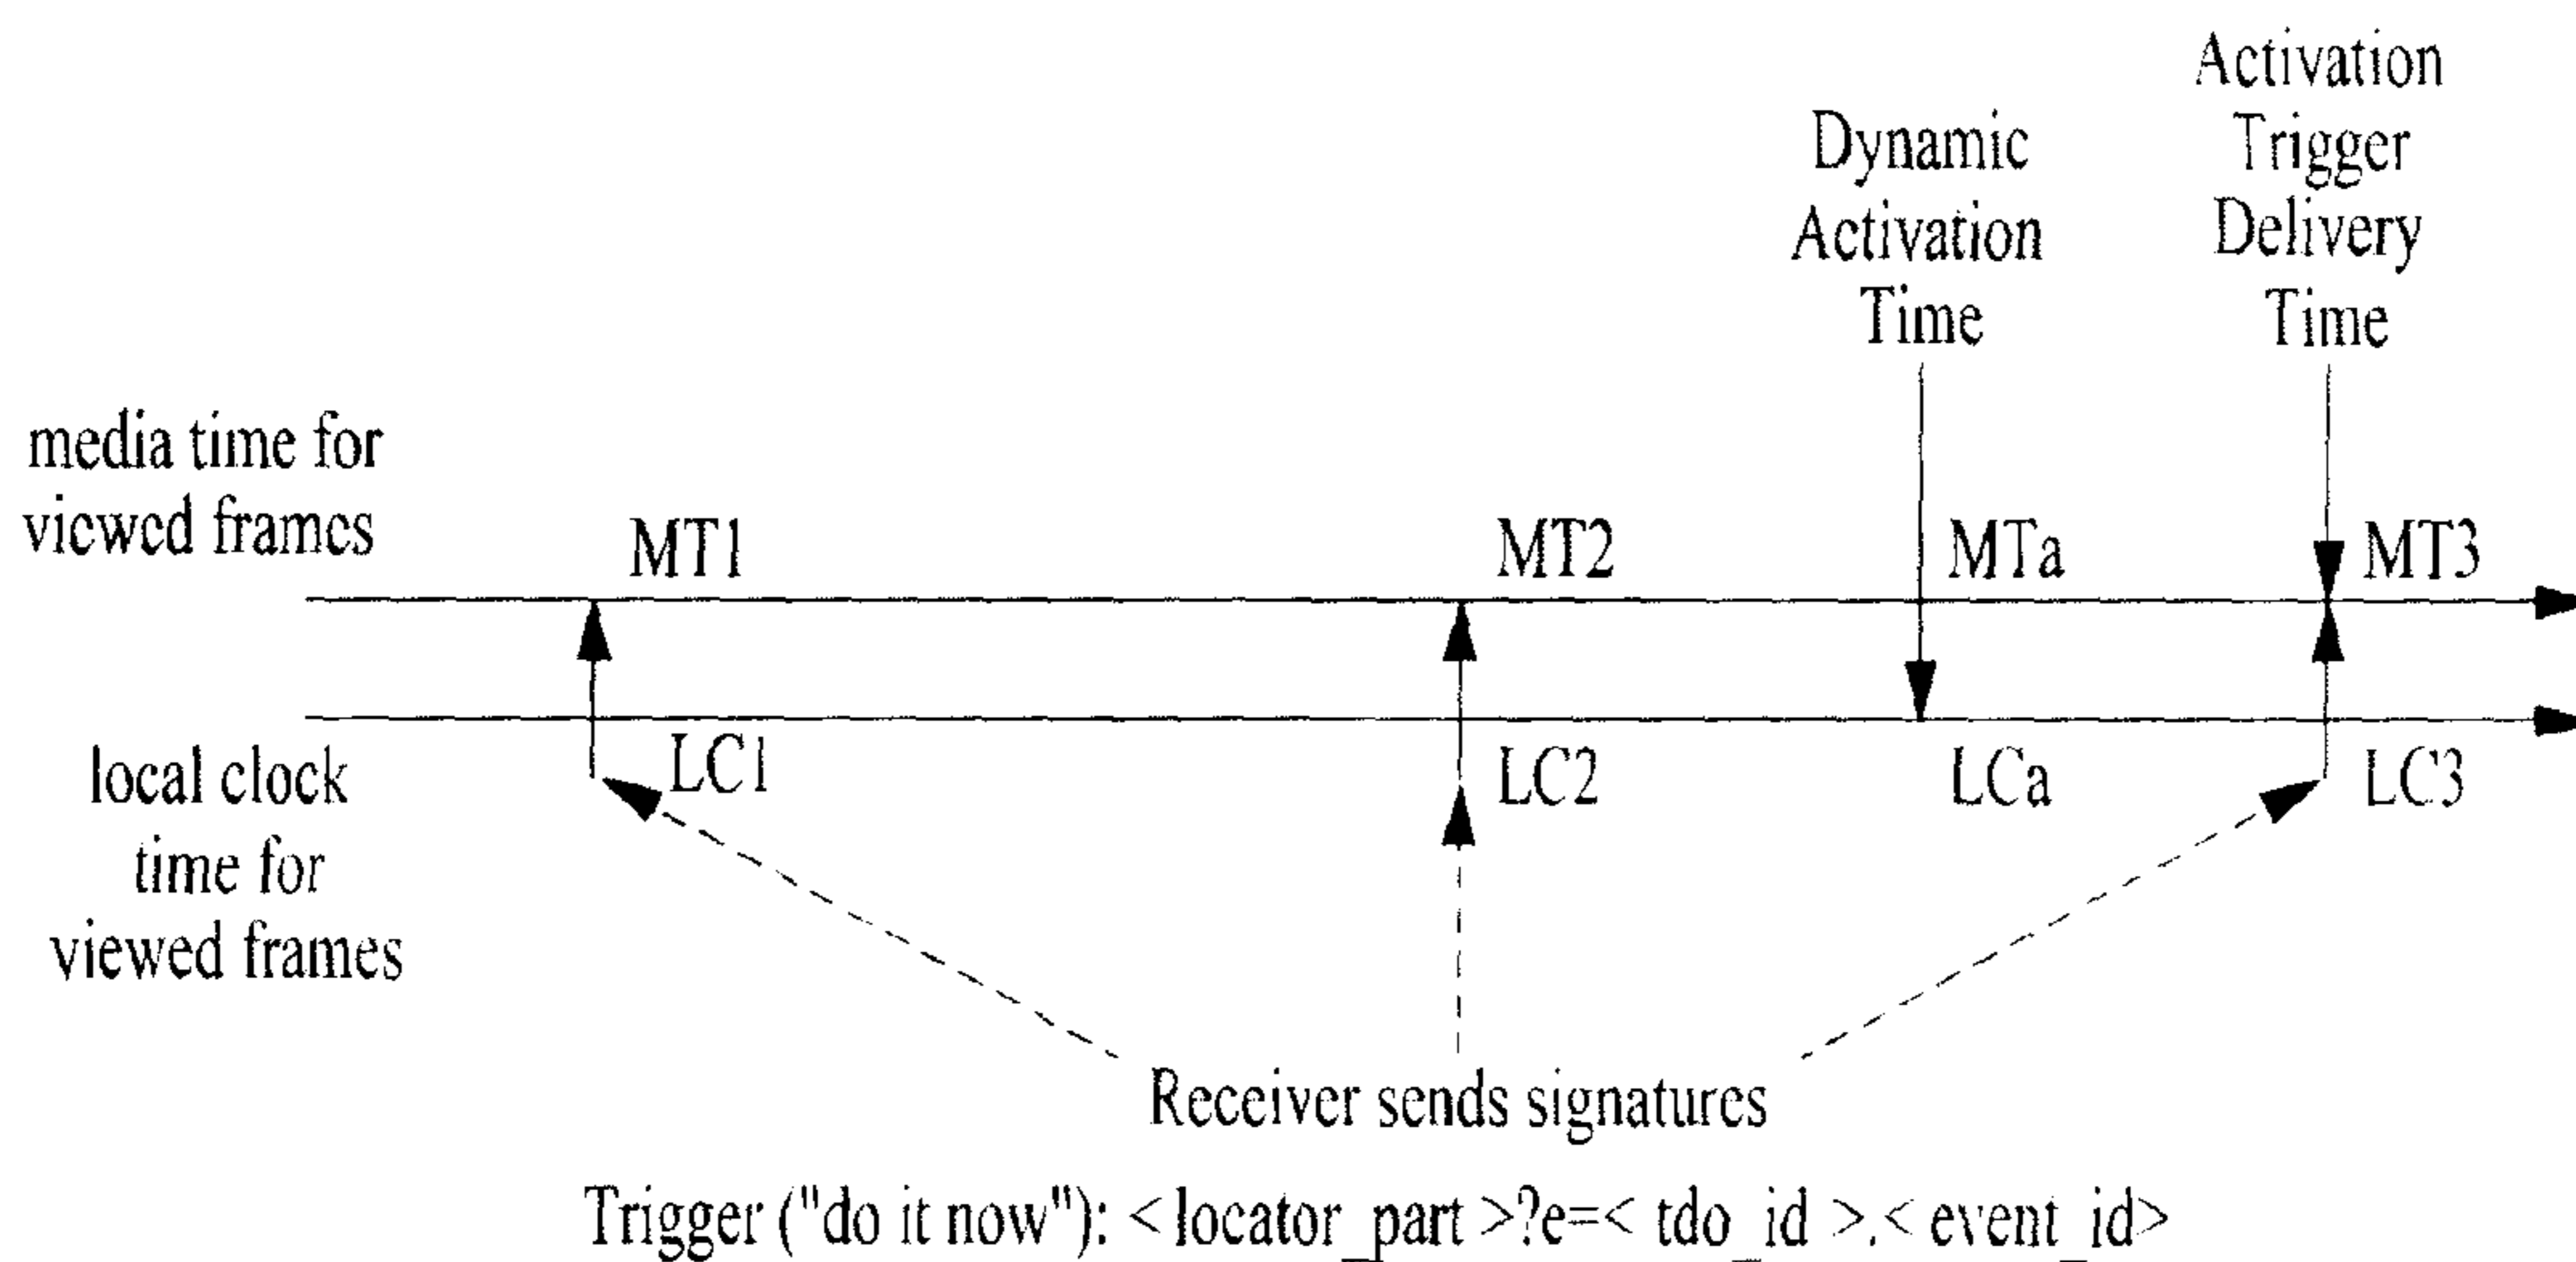 Activation
Trigger
Delivery
Time
Dynamic
Activation
Time
media time for
viewed frames
MT1
MT2
MTa
MT3
local clock
time for
viewed frames
LC1
LC2
LCa
LC3
Receiver sends signatures
Trigger ("do it now"): < locator_part >?e=< tdo_id >.< event_id>